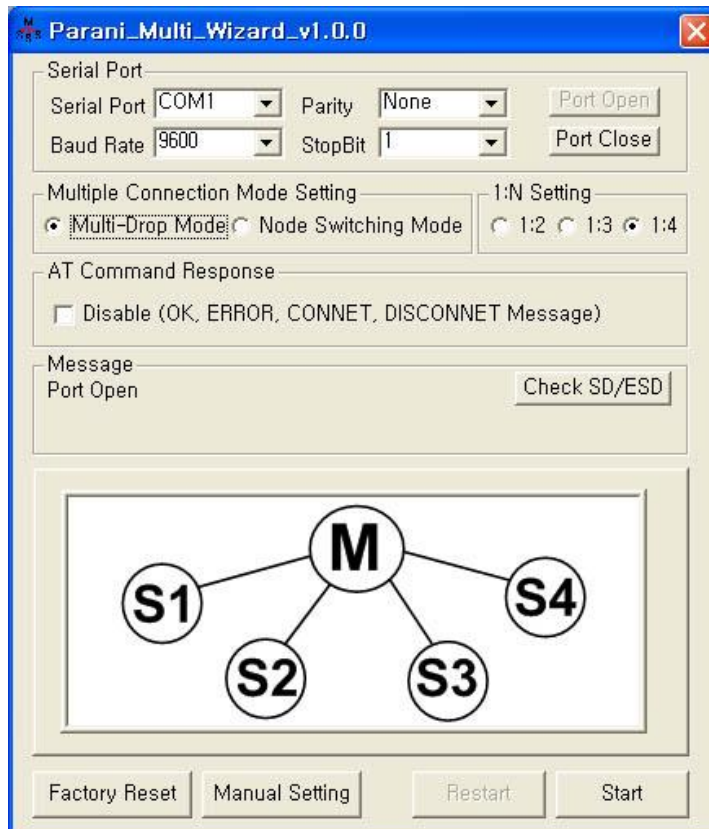 Parani_Multi_Wizard_v1.0.0
Serial Port
Serial Port COM1 Parity None Port Open
Baud Rate 9600 StopBit 1 Port Close
Multiple Connection Mode Setting 1:N Setting
Multi-Drop Mode Node Switching Mode 1:2 1:3 1:4
AT Command Response
Disable (OK, ERROR, CONNET, DISCONNET Message)
Message
Port Open Check SD/ESD
M
S1 S4
S2 S3
Factory Reset Manual Setting Restart Start